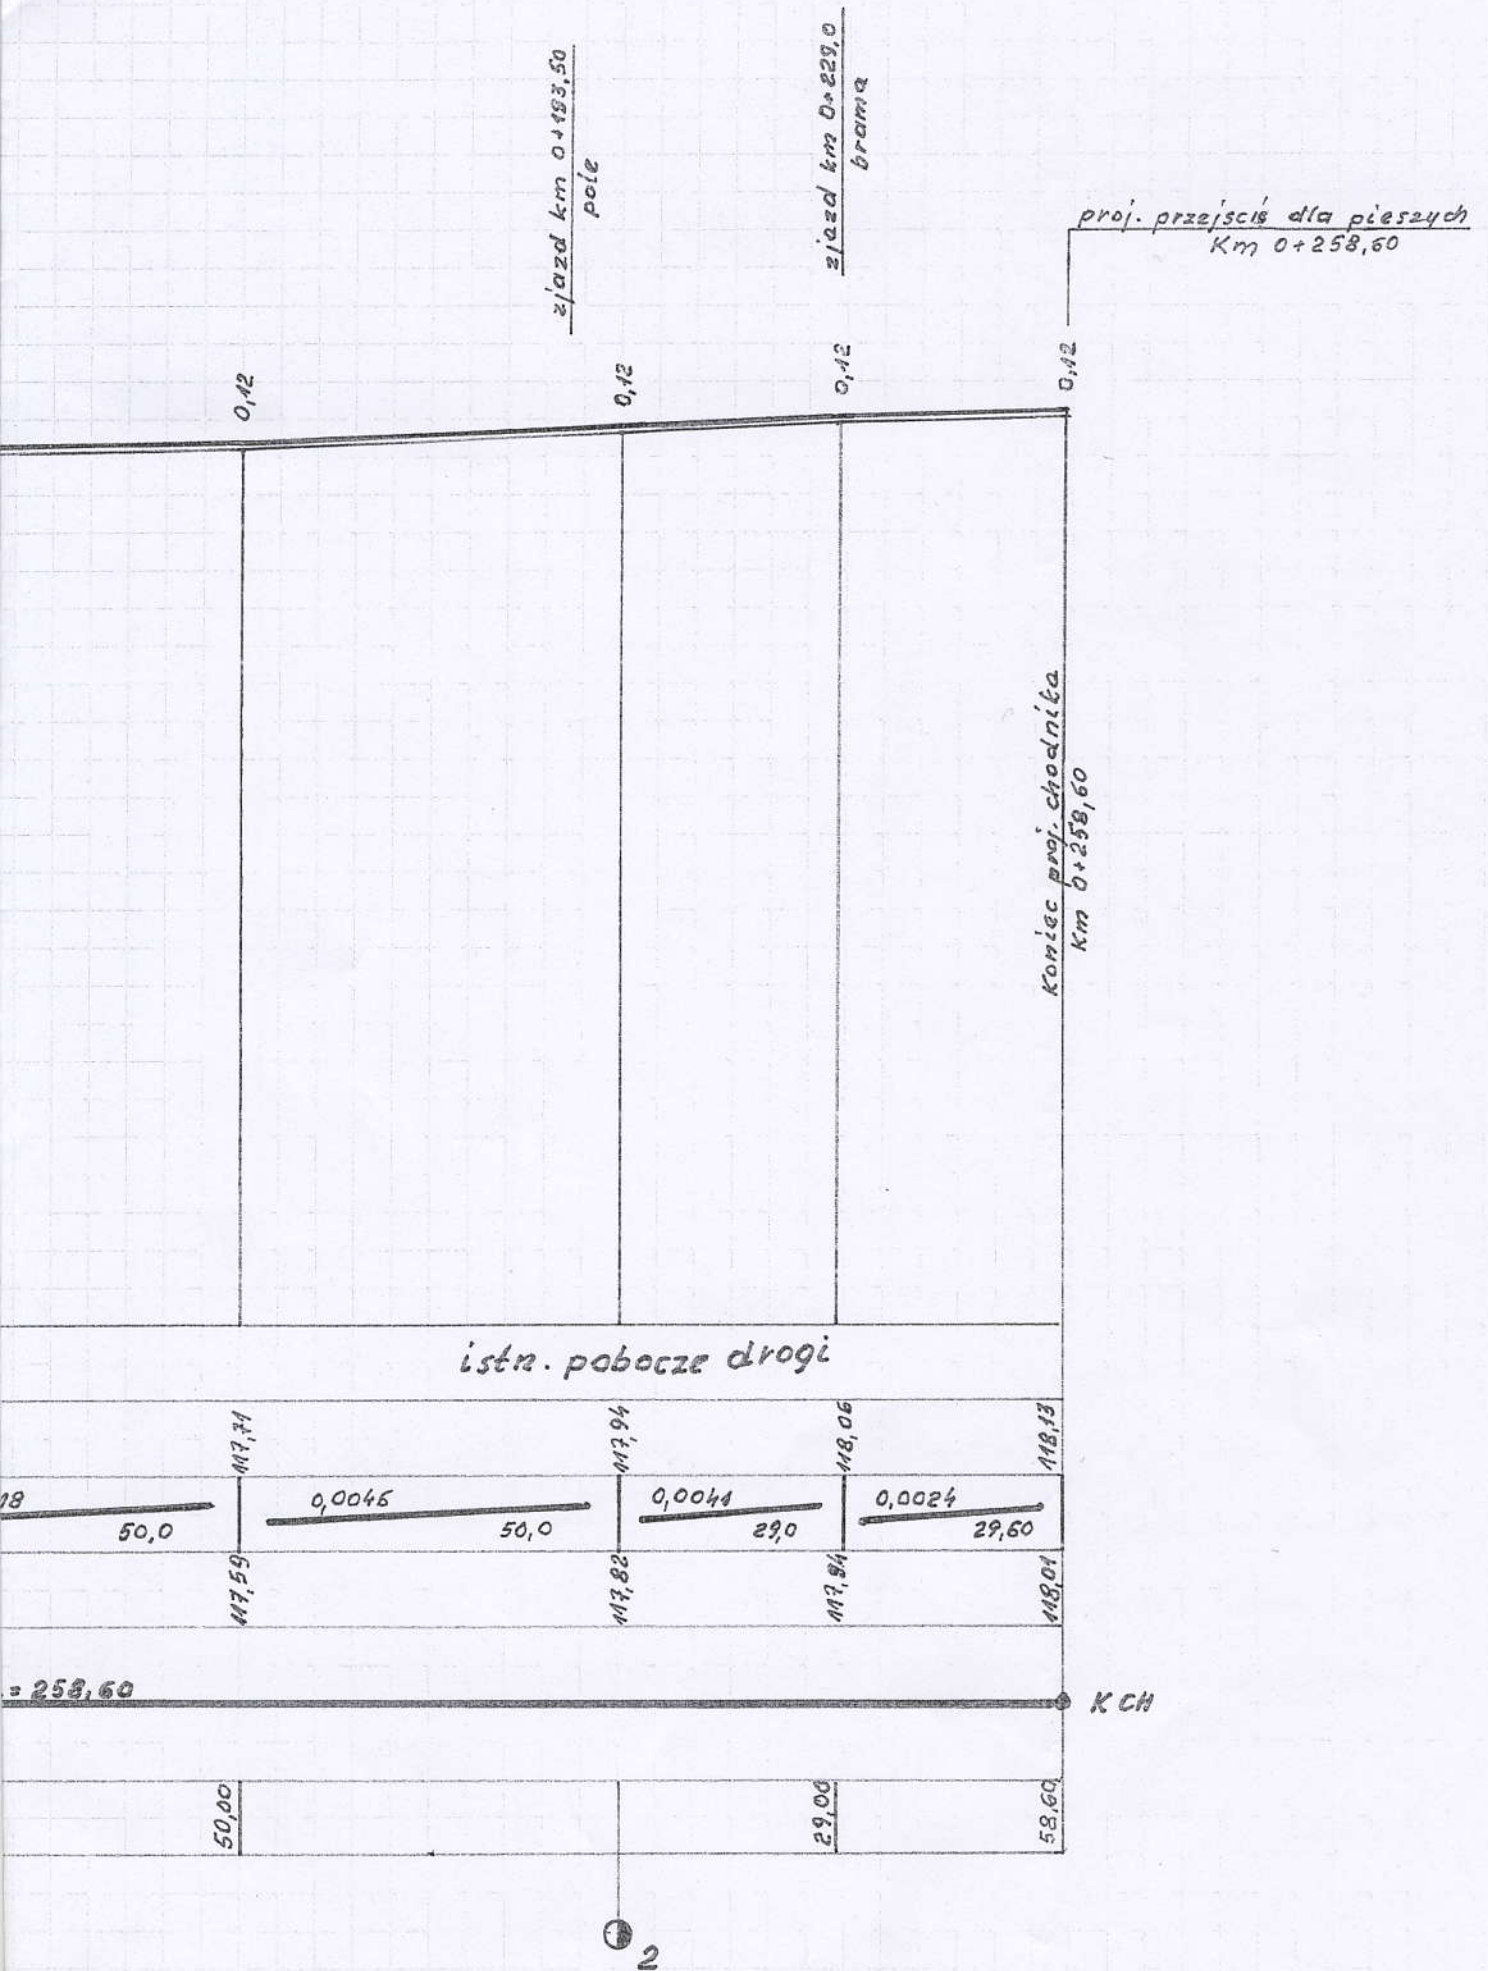 zjazd km 0+193,50
pole
zjazd km 0+229,0
brama
proj. przejście dla pieszych
Km 0+258,60
0,12
0,12
0,12
0,12
Koniec proj. chodnika
Km 0+258,60
istn. pobocze drogi
117,71
117,94
118,06
118,13
18
50,0
0,0046
50,0
0,0041
29,0
0,0024
29,60
117,59
117,82
117,94
118,01
= 258,60
K CH
50,00
29,00
58,60
2